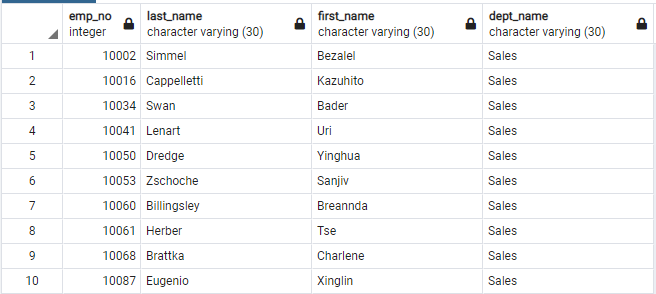 emp_no last_name first_name dept_name
integer character varying (30) character varying (30) character varying (30)
1 10002 Simmel Bezalel Sales
2 10016 Cappelletti Kazuhito Sales
3 10034 Swan Bader Sales
4 10041 Lenart Uri Sales
5 10050 Dredge Yinghua Sales
6 10053 Zschoche Sanjiv Sales
7 10060 Billingsley Breannda Sales
8 10061 Herber Tse Sales
9 10068 Brattka Charlene Sales
10 10087 Eugenio Xinglin Sales